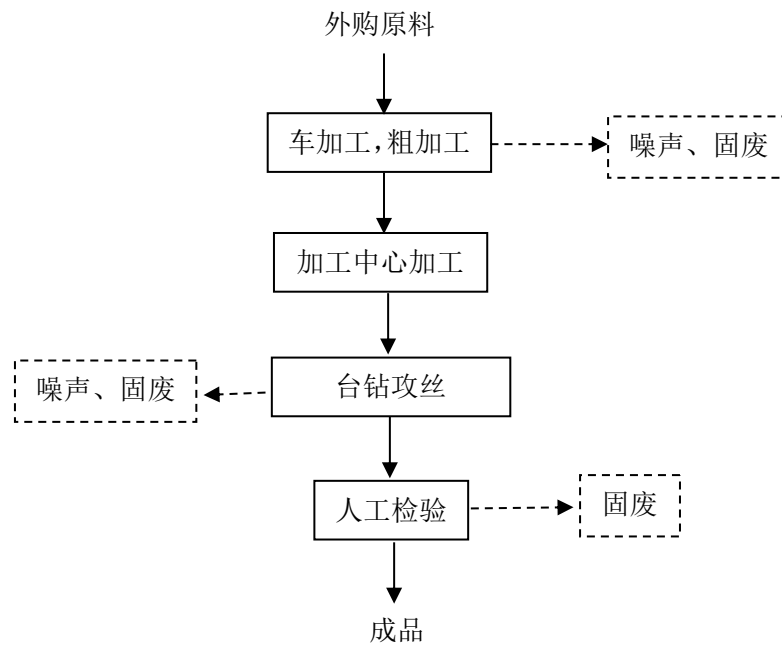 外购原料
车加工,粗加工
噪声、固废
加工中心加工
噪声、固废
台钻攻丝
人工检验
固废
成品